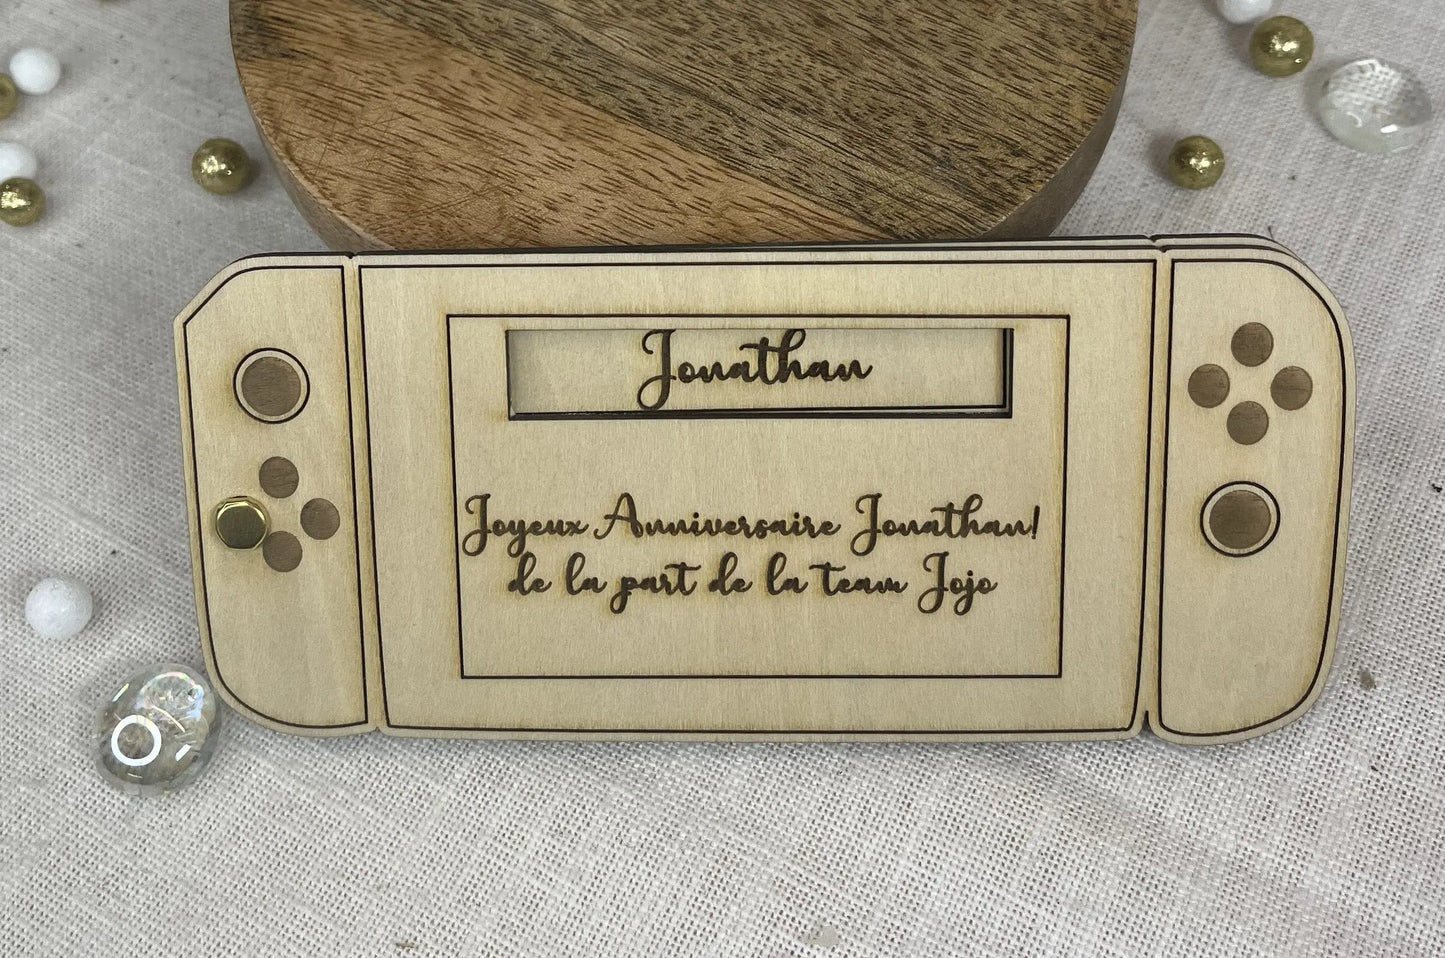 Jonathan
Joyeux Anniversaire Jonathan!
de la part de la team Jojo